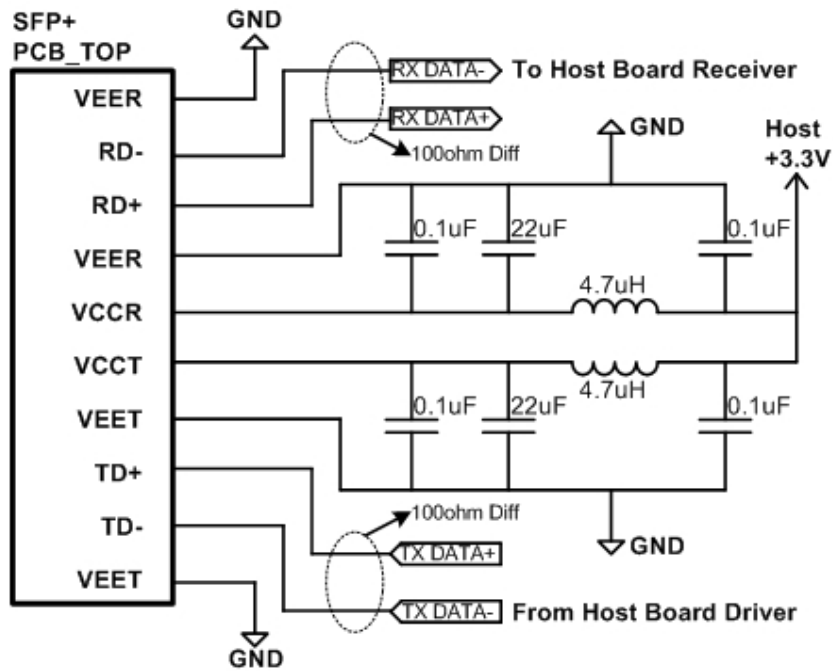 SFP+
PCB_TOP
GND
VEER
RD-
RD+
VEER
VCCR
VCCT
VEET
TD+
TD-
VEET
GND
RX DATA-
To Host Board Receiver
RX DATA+
100ohm Diff
GND
Host
+3.3V
0.1uF
22uF
0.1uF
4.7uH
4.7uH
0.1uF
22uF
0.1uF
100ohm Diff
GND
TX DATA+
TX DATA-
From Host Board Driver